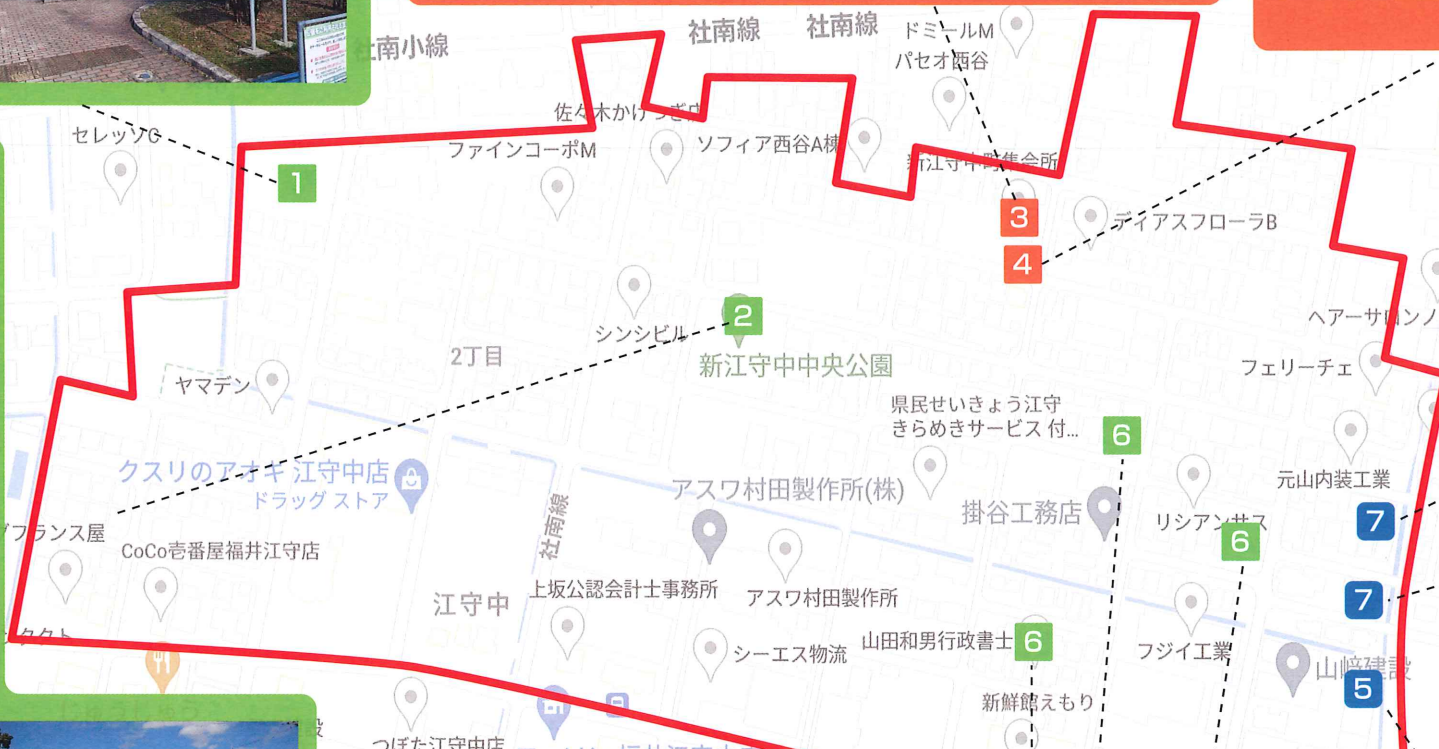 社南線
社南線
ドミールM
パセオ西谷
社南小線
佐々木かけつぎ店
セレッソC
ファインコーポM
ソフィア西谷A棟
新江守中町集会所
1
3
ディアスフローラB
4
2
シンシビル
2丁目
新江守中中央公園
ヤマデン
ヘアーサロンノ
フェリーチェ
県民せいきょう江守
きらめきサービス 付...
6
クスリのアオキ 江守中店
ドラッグ ストア
アスワ村田製作所(株)
掛谷工務店
元山内装工業
リシアンサス
7
6
フランス屋
CoCo壱番屋福井江守店
社南線
江守中
上坂公認会計士事務所
アスワ村田製作所
7
シーエス物流
山田和男行政書士
6
フジイ工業
山﨑建設
5
新鮮館えもり
つぼた江守中店